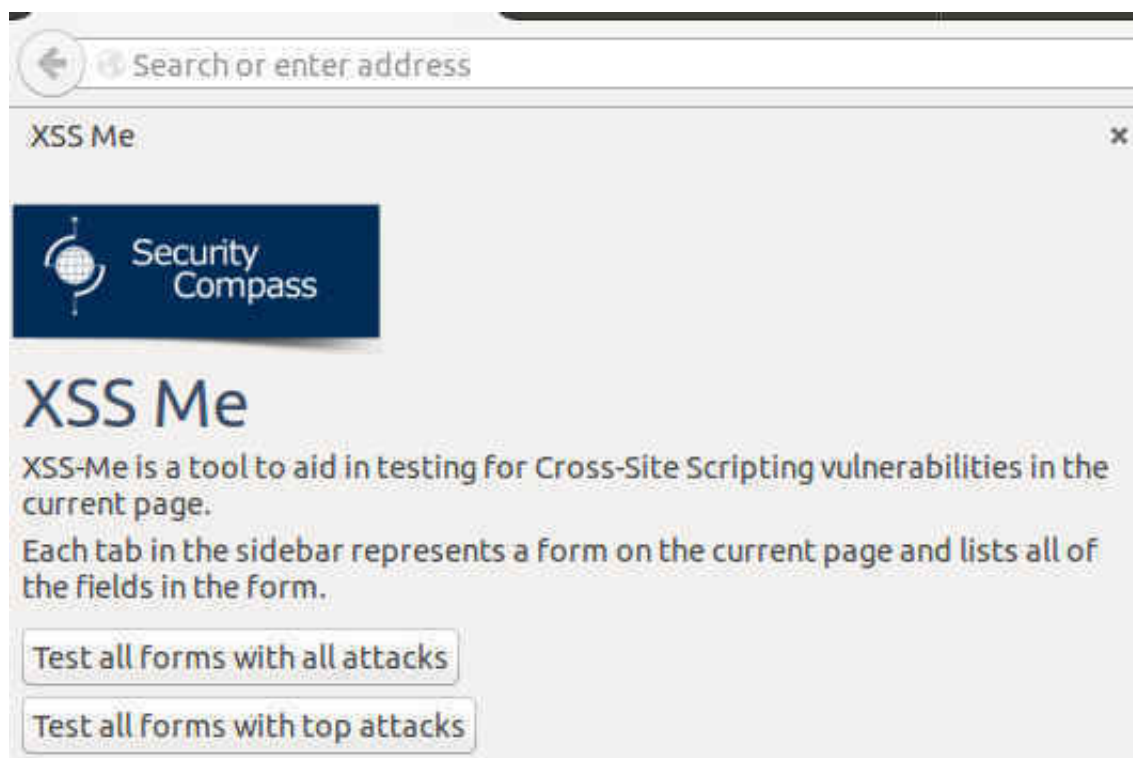 Search or enter address
XSS Me
Security
Compass
XSS Me
XSS-Me is a tool to aid in testing for Cross-Site Scripting vulnerabilities in the
current page.
Each tab in the sidebar represents a form on the current page and lists all of
the fields in the form.
Test all forms with all attacks
Test all forms with top attacks